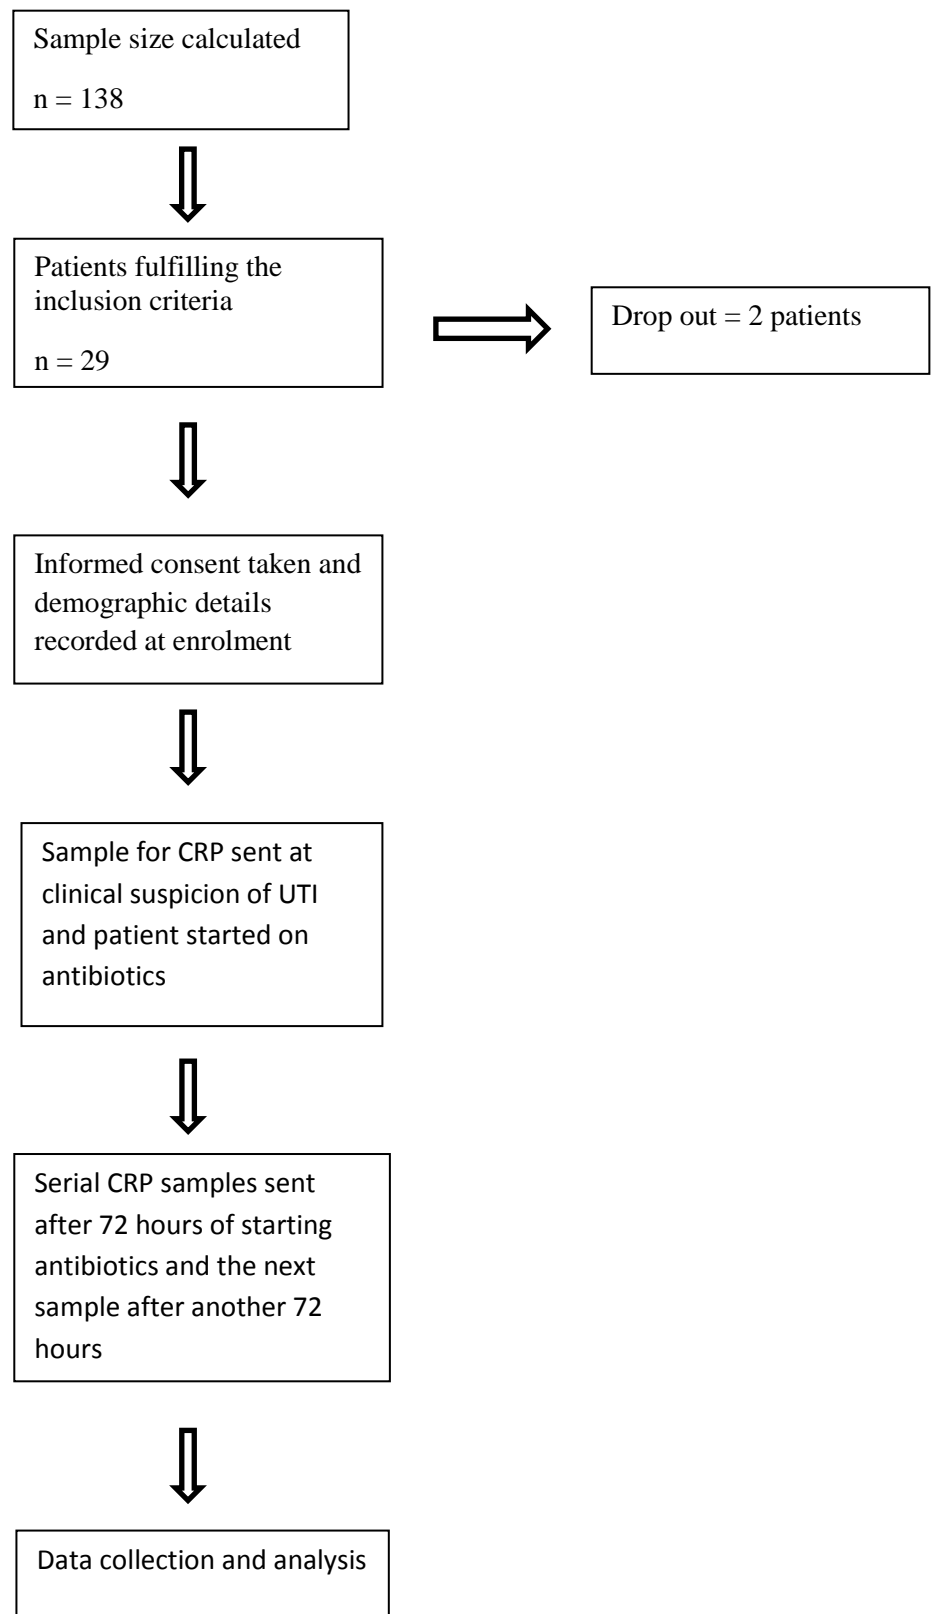 Sample size calculated
n = 138
Patients fulfilling the
inclusion criteria
n = 29
Drop out = 2 patients
Informed consent taken and
demographic details
recorded at enrolment
Sample for CRP sent at
clinical suspicion of UTI
and patient started on
antibiotics
Serial CRP samples sent
after 72 hours of starting
antibiotics and the next
sample after another 72
hours
Data collection and analysis